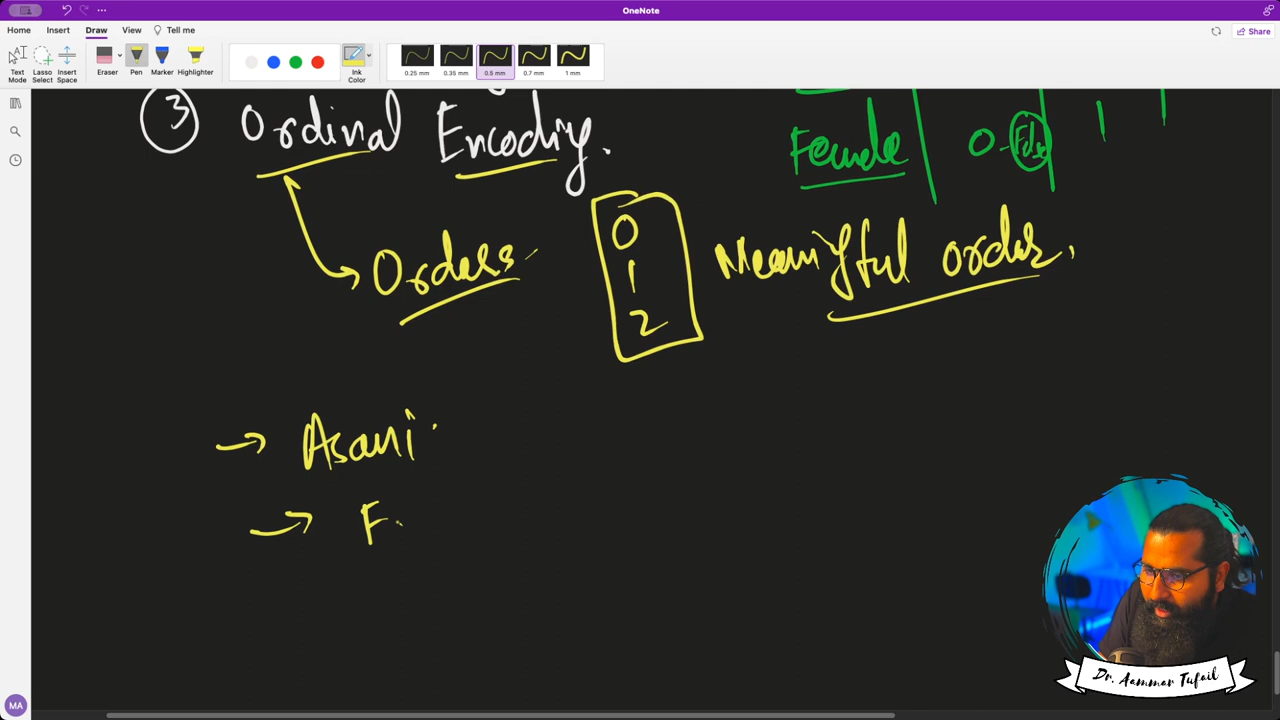 OneNote
Home Insert Draw View Tell me
Share
Text Mode
Lasso Select
Insert Space
Eraser
Pen
Marker
Highlighter
Ink Color
0.25 mm
0.35 mm
0.5 mm
0.7 mm
1 mm
③ Ordinal Encoding.
Female 0 1
→ Orders
0
1
2
Meaningful order.
→ Asani
→ F
MA
Dr. Aammar Tufail